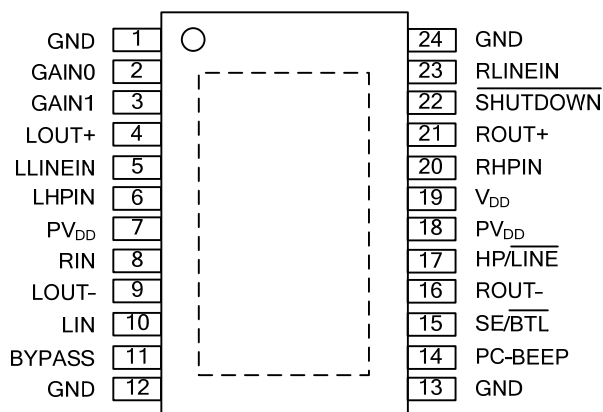 GND 1 24 GND
GAIN0 2 23 RLINEIN
GAIN1 3 22 SHUTDOWN
LOUT+ 4 21 ROUT+
LLINEIN 5 20 RHPIN
LHPIN 6 19 VDD
PVDD 7 18 PVDD
RIN 8 17 HP/LINE
LOUT- 9 16 ROUT-
LIN 10 15 SE/BTL
BYPASS 11 14 PC-BEEP
GND 12 13 GND